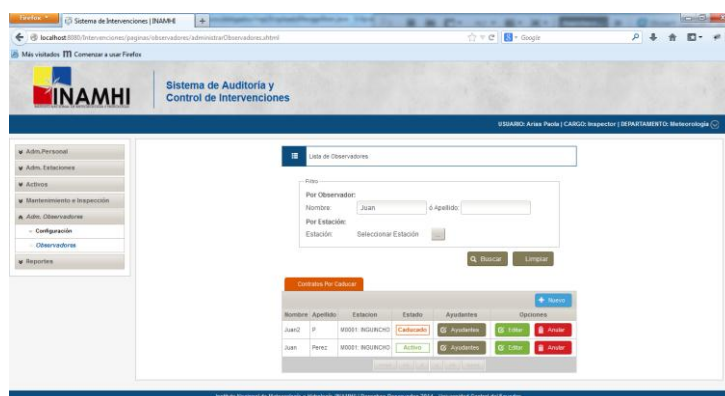 Firefox
Sistema de Intervenciones | INAMHI
localhost:8080/Intervenciones/paginas/observadores/administrarObservadores.xhtml
Google
Más visitados Comenzar a usar Firefox
INAMHI
Sistema de Auditoría y
Control de Intervenciones
USUARIO: Arias Paola | CARGO: Inspector | DEPARTAMENTO: Meteorología
Adm.Personal
Adm. Estaciones
Activos
Mantenimiento e Inspección
Adm. Observadores
Configuración
Observadores
Reportes
Lista de Observadores
Filtro
Por Observador:
Nombre: Juan ó Apellido:
Por Estación:
Estación: Seleccionar Estación ...
Buscar Limpiar
Contratos Por Caducar
Nuevo
Nombre Apellido Estacion Estado Ayudantes Opciones
Juan2 P M0001: INGUINCHO Caducado Ayudantes Editar Anular
Juan Perez M0001: INGUINCHO Activo Ayudantes Editar Anular